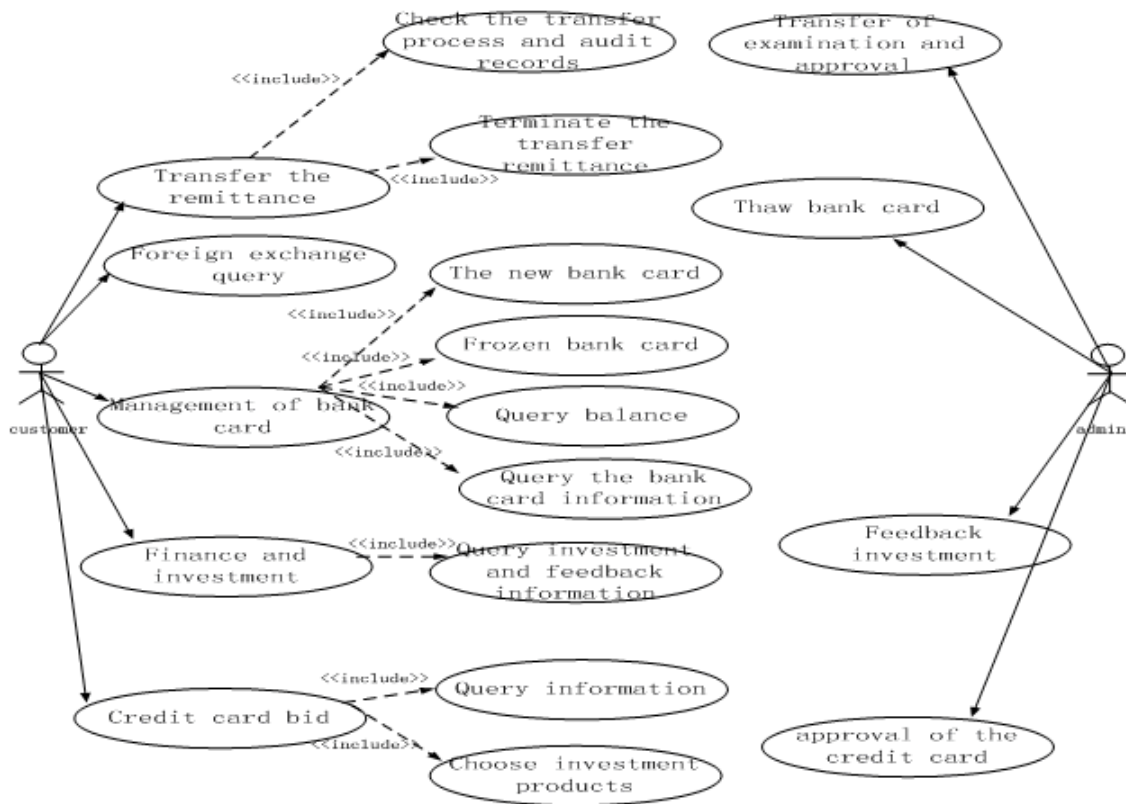 Check the transfer
process and audit
records
Transfer of
examination and
approval
<<include>>
Terminate the
transfer
remittance
<<include>>
Transfer the
remittance
Thaw bank card
Foreign exchange
query
The new bank card
<<include>>
Frozen bank card
<<include>>
<<include>>
Management of bank
card
Query balance
customer
admin
<<include>>
Query the bank
card information
Finance and
investment
<<include>>
Query investment
and feedback
information
Feedback
investment
<<include>>
Query information
Credit card bid
<<include>>
Choose investment
products
approval of the
credit card